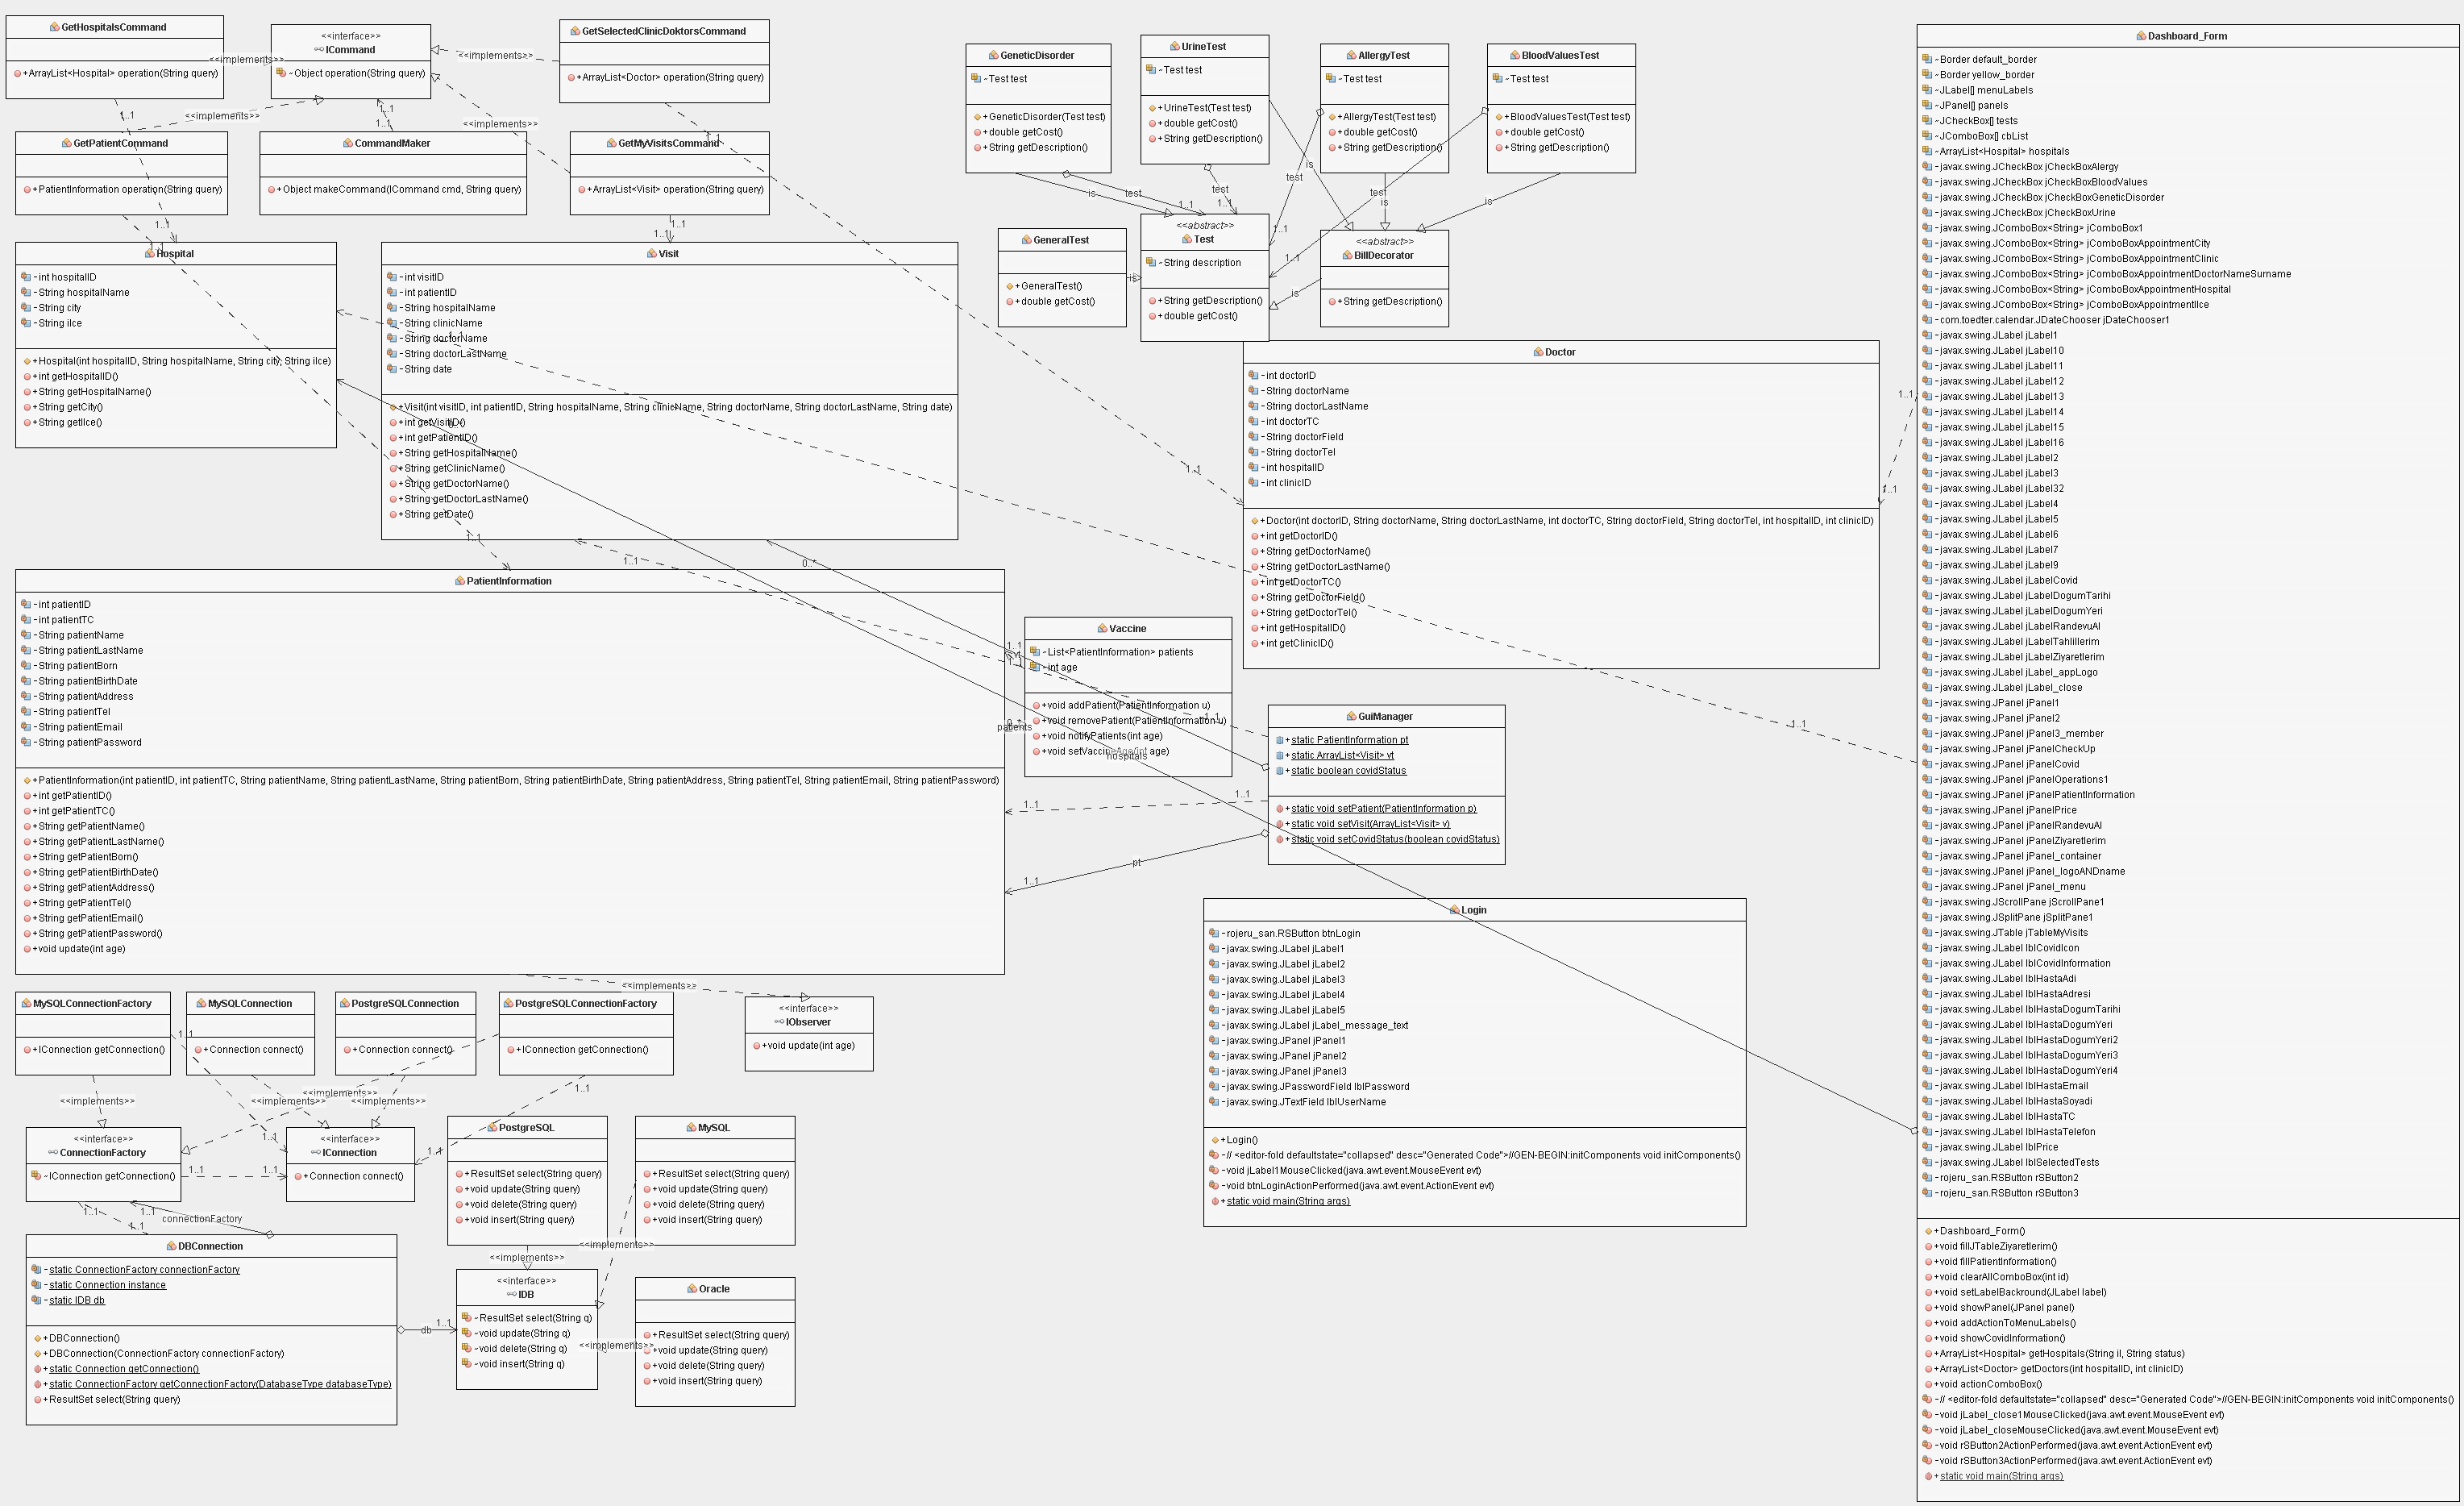 GetHospitalsCommand
+ArrayList<Hospital> operation(String query)
<<interface>>
ICommand
~Object operation(String query)
GetSelectedClinicDoktorsCommand
+ArrayList<Doctor> operation(String query)
<<implements>>
<<implements>>
<<implements>>
<<implements>>
1..1
1..1
1..1
GetPatientCommand
+PatientInformation operation(String query)
CommandMaker
+Object makeCommand(ICommand cmd, String query)
GetMyVisitsCommand
+ArrayList<Visit> operation(String query)
1..1
1..1
1..1
1..1
Hospital
-int hospitalID
-String hospitalName
-String city
-String ilce
+Hospital(int hospitalID, String hospitalName, String city, String ilce)
+int getHospitalID()
+String getHospitalName()
+String getCity()
+String getIlce()
Visit
-int visitID
-int patientID
-String hospitalName
-String clinicName
-String doctorName
-String doctorLastName
-String date
+Visit(int visitID, int patientID, String hospitalName, String clinicName, String doctorName, String doctorLastName, String date)
+int getVisitID()
+int getPatientID()
+String getHospitalName()
+String getClinicName()
+String getDoctorName()
+String getDoctorLastName()
+String getDate()
1..1
1..1
0..*
GeneticDisorder
~Test test
+GeneticDisorder(Test test)
+double getCost()
+String getDescription()
UrineTest
~Test test
+UrineTest(Test test)
+double getCost()
+String getDescription()
AllergyTest
~Test test
+AllergyTest(Test test)
+double getCost()
+String getDescription()
BloodValuesTest
~Test test
+BloodValuesTest(Test test)
+double getCost()
+String getDescription()
is
test
1..1
test
1..1
is
test
1..1
test
is
is
1..1
GeneralTest
+GeneralTest()
+double getCost()
is
<<abstract>>
Test
~String description
+String getDescription()
+double getCost()
is
<<abstract>>
BillDecorator
+String getDescription()
Doctor
-int doctorID
-String doctorName
-String doctorLastName
-int doctorTC
-String doctorField
-String doctorTel
-int hospitalID
-int clinicID
+Doctor(int doctorID, String doctorName, String doctorLastName, int doctorTC, String doctorField, String doctorTel, int hospitalID, int clinicID)
+int getDoctorID()
+String getDoctorName()
+String getDoctorLastName()
+int getDoctorTC()
+String getDoctorField()
+String getDoctorTel()
+int getHospitalID()
+int getClinicID()
1..1
1..1
1..1
1..1
PatientInformation
-int patientID
-int patientTC
-String patientName
-String patientLastName
-String patientBorn
-String patientBirthDate
-String patientAddress
-String patientTel
-String patientEmail
-String patientPassword
+PatientInformation(int patientID, int patientTC, String patientName, String patientLastName, String patientBorn, String patientBirthDate, String patientAddress, String patientTel, String patientEmail, String patientPassword)
+int getPatientID()
+int getPatientTC()
+String getPatientName()
+String getPatientLastName()
+String getPatientBorn()
+String getPatientBirthDate()
+String getPatientAddress()
+String getPatientTel()
+String getPatientEmail()
+String getPatientPassword()
+void update(int age)
Vaccine
~List<PatientInformation> patients
~int age
+void addPatient(PatientInformation u)
+void removePatient(PatientInformation u)
+void notifyPatients(int age)
+void setVaccineAge(int age)
1..1
patients
hospitals
1..1
GuiManager
+static PatientInformation pt
+static ArrayList<Visit> vt
+static boolean covidStatus
+static void setPatient(PatientInformation p)
+static void setVisit(ArrayList<Visit> v)
+static void setCovidStatus(boolean covidStatus)
1..1
1..1
pt
1..1
Login
-rojeru_san.RSButton btnLogin
-javax.swing.JLabel jLabel1
-javax.swing.JLabel jLabel2
-javax.swing.JLabel jLabel3
-javax.swing.JLabel jLabel4
-javax.swing.JLabel jLabel5
-javax.swing.JLabel jLabel_message_text
-javax.swing.JPanel jPanel1
-javax.swing.JPanel jPanel2
-javax.swing.JPanel jPanel3
-javax.swing.JPasswordField lblPassword
-javax.swing.JTextField lblUserName
+Login()
-// <editor-fold defaultstate="collapsed" desc="Generated Code">//GEN-BEGIN:initComponents void initComponents()
-void jLabel1MouseClicked(java.awt.event.MouseEvent evt)
-void btnLoginActionPerformed(java.awt.event.ActionEvent evt)
+static void main(String args)
<<implements>>
<<interface>>
IObserver
+void update(int age)
MySQLConnectionFactory
+IConnection getConnection()
MySQLConnection
+Connection connect()
PostgreSQLConnection
+Connection connect()
PostgreSQLConnectionFactory
+IConnection getConnection()
1..1
1..1
<<implements>>
<<implements>>
<<implements>>
<<implements>>
1..1
1..1
<<interface>>
ConnectionFactory
~IConnection getConnection()
1..1
1..1
<<interface>>
IConnection
+Connection connect()
1..1
1..1
1..1
connectionFactory
PostgreSQL
+ResultSet select(String query)
+void update(String query)
+void delete(String query)
+void insert(String query)
MySQL
+ResultSet select(String query)
+void update(String query)
+void delete(String query)
+void insert(String query)
<<implements>>
<<implements>>
DBConnection
-static ConnectionFactory connectionFactory
-static Connection instance
-static IDB db
+DBConnection()
+DBConnection(ConnectionFactory connectionFactory)
+static Connection getConnection()
+static ConnectionFactory getConnectionFactory(DatabaseType databaseType)
+ResultSet select(String query)
db
1..1
<<interface>>
IDB
~ResultSet select(String q)
~void update(String q)
~void delete(String q)
~void insert(String q)
<<implements>>
Oracle
+ResultSet select(String query)
+void update(String query)
+void delete(String query)
+void insert(String query)
Dashboard_Form
~Border default_border
~Border yellow_border
~JLabel[] menuLabels
~JPanel[] panels
~JCheckBox[] tests
~JComboBox[] cbList
~ArrayList<Hospital> hospitals
-javax.swing.JCheckBox jCheckBoxAlergy
-javax.swing.JCheckBox jCheckBoxBloodValues
-javax.swing.JCheckBox jCheckBoxGeneticDisorder
-javax.swing.JCheckBox jCheckBoxUrine
-javax.swing.JComboBox<String> jComboBox1
-javax.swing.JComboBox<String> jComboBoxAppointmentCity
-javax.swing.JComboBox<String> jComboBoxAppointmentClinic
-javax.swing.JComboBox<String> jComboBoxAppointmentDoctorNameSurname
-javax.swing.JComboBox<String> jComboBoxAppointmentHospital
-javax.swing.JComboBox<String> jComboBoxAppointmentIlce
-com.toedter.calendar.JDateChooser jDateChooser1
-javax.swing.JLabel jLabel1
-javax.swing.JLabel jLabel10
-javax.swing.JLabel jLabel11
-javax.swing.JLabel jLabel12
-javax.swing.JLabel jLabel13
-javax.swing.JLabel jLabel14
-javax.swing.JLabel jLabel15
-javax.swing.JLabel jLabel16
-javax.swing.JLabel jLabel2
-javax.swing.JLabel jLabel3
-javax.swing.JLabel jLabel32
-javax.swing.JLabel jLabel4
-javax.swing.JLabel jLabel5
-javax.swing.JLabel jLabel6
-javax.swing.JLabel jLabel7
-javax.swing.JLabel jLabel9
-javax.swing.JLabel jLabelCovid
-javax.swing.JLabel jLabelDogumTarihi
-javax.swing.JLabel jLabelDogumYeri
-javax.swing.JLabel jLabelRandevuAl
-javax.swing.JLabel jLabelTahlillerim
-javax.swing.JLabel jLabelZiyaretlerim
-javax.swing.JLabel jLabel_appLogo
-javax.swing.JLabel jLabel_close
-javax.swing.JPanel jPanel1
-javax.swing.JPanel jPanel2
-javax.swing.JPanel jPanel3_member
-javax.swing.JPanel jPanelCheckUp
-javax.swing.JPanel jPanelCovid
-javax.swing.JPanel jPanelOperations1
-javax.swing.JPanel jPanelPatientInformation
-javax.swing.JPanel jPanelPrice
-javax.swing.JPanel jPanelRandevuAl
-javax.swing.JPanel jPanelZiyaretlerim
-javax.swing.JPanel jPanel_container
-javax.swing.JPanel jPanel_logoANDname
-javax.swing.JPanel jPanel_menu
-javax.swing.JScrollPane jScrollPane1
-javax.swing.JSplitPane jSplitPane1
-javax.swing.JTable jTableMyVisits
-javax.swing.JLabel lblCovidIcon
-javax.swing.JLabel lblCovidInformation
-javax.swing.JLabel lblHastaAdi
-javax.swing.JLabel lblHastaAdresi
-javax.swing.JLabel lblHastaDogumTarihi
-javax.swing.JLabel lblHastaDogumYeri
-javax.swing.JLabel lblHastaDogumYeri2
-javax.swing.JLabel lblHastaDogumYeri3
-javax.swing.JLabel lblHastaDogumYeri4
-javax.swing.JLabel lblHastaEmail
-javax.swing.JLabel lblHastaSoyadi
-javax.swing.JLabel lblHastaTC
-javax.swing.JLabel lblHastaTelefon
-javax.swing.JLabel lblPrice
-javax.swing.JLabel lblSelectedTests
-rojeru_san.RSButton rSButton2
-rojeru_san.RSButton rSButton3
+Dashboard_Form()
+void fillJTableZiyaretlerim()
+void fillPatientInformation()
+void clearAllComboBox(int id)
+void setLabelBackround(JLabel label)
+void showPanel(JPanel panel)
+void addActionToMenuLabels()
+void showCovidInformation()
+ArrayList<Hospital> getHospitals(String il, String status)
+ArrayList<Doctor> getDoctors(int hospitalID, int clinicID)
+void actionComboBox()
-// <editor-fold defaultstate="collapsed" desc="Generated Code">//GEN-BEGIN:initComponents void initComponents()
-void jLabel_close1MouseClicked(java.awt.event.MouseEvent evt)
-void jLabel_closeMouseClicked(java.awt.event.MouseEvent evt)
-void rSButton2ActionPerformed(java.awt.event.ActionEvent evt)
-void rSButton3ActionPerformed(java.awt.event.ActionEvent evt)
+static void main(String args)